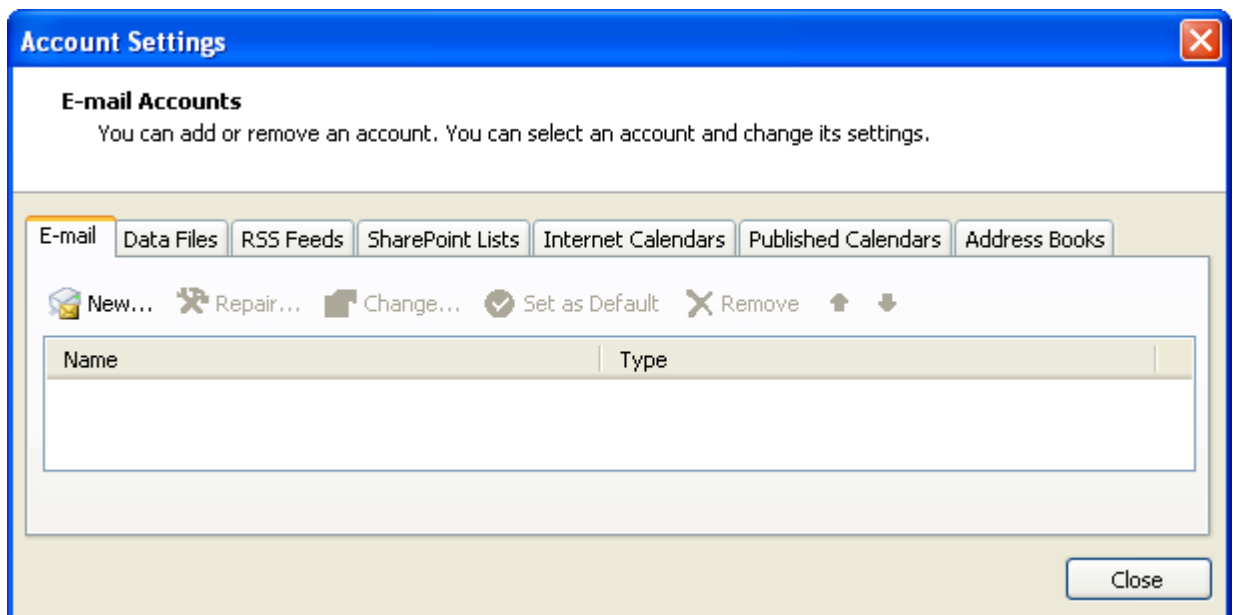 Account Settings
E-mail Accounts
You can add or remove an account. You can select an account and change its settings.
E-mail Data Files RSS Feeds SharePoint Lists Internet Calendars Published Calendars Address Books
New... Repair... Change... Set as Default Remove
Name Type
Close